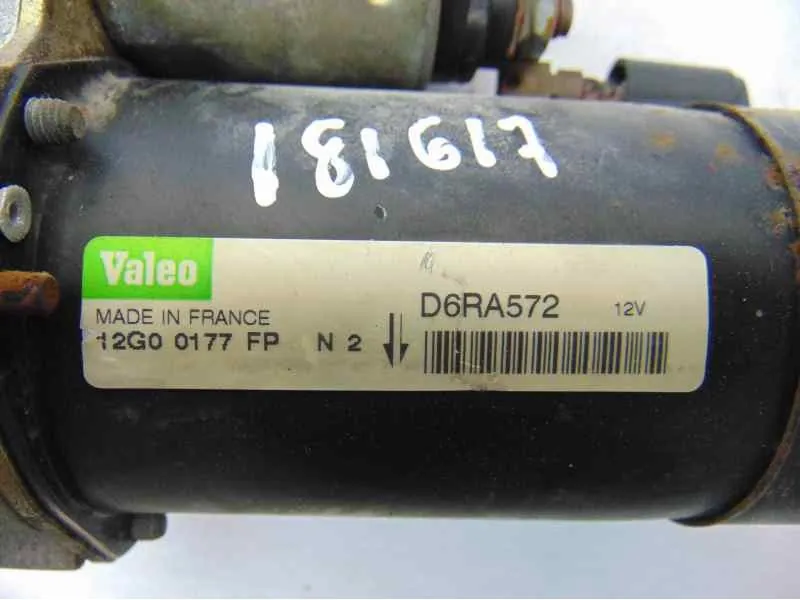 181617
Valeo
MADE IN FRANCE
12G0 0177 FP N 2
D6RA572 12V